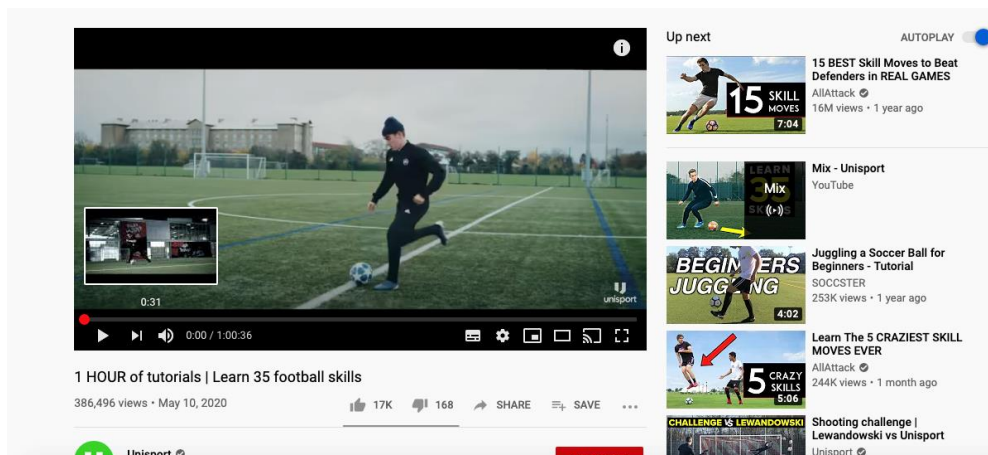 unisport
0:31
0:00 / 1:00:36
1 HOUR of tutorials | Learn 35 football skills
386,496 views • May 10, 2020
17K
168
SHARE
SAVE
Unisport
Up next
AUTOPLAY
15 SKILL
MOVES
7:04
15 BEST Skill Moves to Beat
Defenders in REAL GAMES
AllAttack
16M views • 1 year ago
LEARN
35
SKILLS
Mix
Mix - Unisport
YouTube
BEGINNERS
JUGGLING
4:02
Juggling a Soccer Ball for
Beginners - Tutorial
SOCCSTER
253K views • 1 year ago
5 CRAZY
SKILLS
5:06
Learn The 5 CRAZIEST SKILL
MOVES EVER
AllAttack
244K views • 1 month ago
CHALLENGE VS LEWANDOWSKI
Shooting challenge |
Lewandowski vs Unisport
Unisport